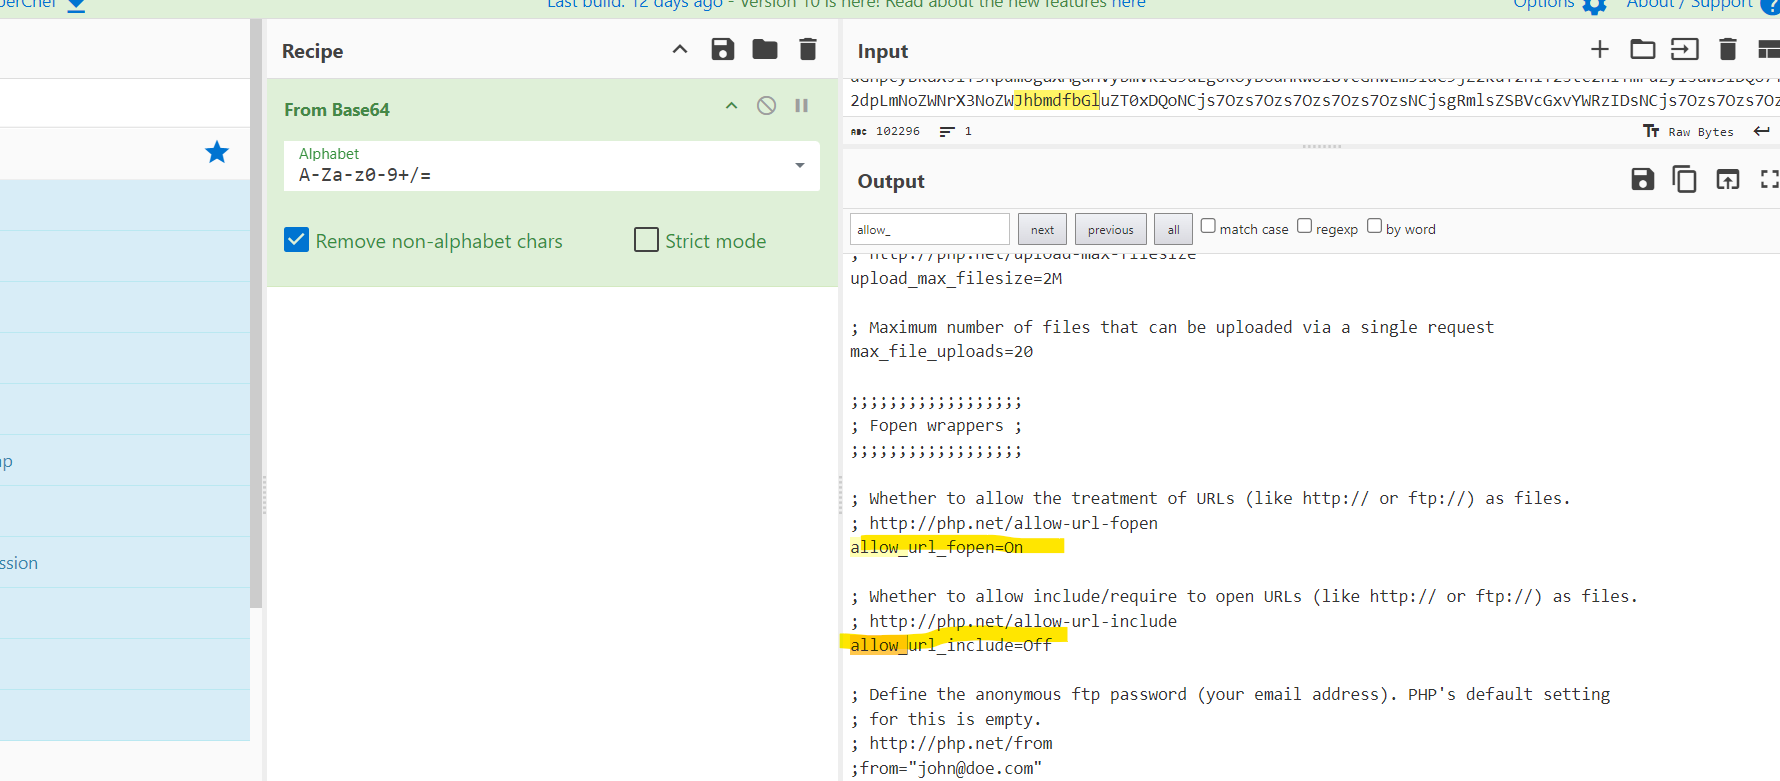 Last build: 12 days ago - Version 10 is here! Read about the new features here
Options
About / Support
Recipe
From Base64
Alphabet
A-Za-z0-9+/=
Remove non-alphabet chars
Strict mode
ssion
Input
2dpLmNoZWNrX3NoZWJhbmdfbGluZT0xDQoNCjs7Ozs7Ozs7Ozs7Ozs7OzsNCjsgRmlsZSBVcGxvYWRzIDsNCjs7Ozs7Ozs7Oz
ABC 102296 1
Raw Bytes
Output
allow_
next
previous
all
match case
regexp
by word
; http://php.net/upload-max-filesize
upload_max_filesize=2M
; Maximum number of files that can be uploaded via a single request
max_file_uploads=20
;;;;;;;;;;;;;;;;;;
; Fopen wrappers ;
;;;;;;;;;;;;;;;;;;
; Whether to allow the treatment of URLs (like http:// or ftp://) as files.
; http://php.net/allow-url-fopen
allow_url_fopen=On
; Whether to allow include/require to open URLs (like http:// or ftp://) as files.
; http://php.net/allow-url-include
allow_url_include=Off
; Define the anonymous ftp password (your email address). PHP's default setting
; for this is empty.
; http://php.net/from
;from="john@doe.com"